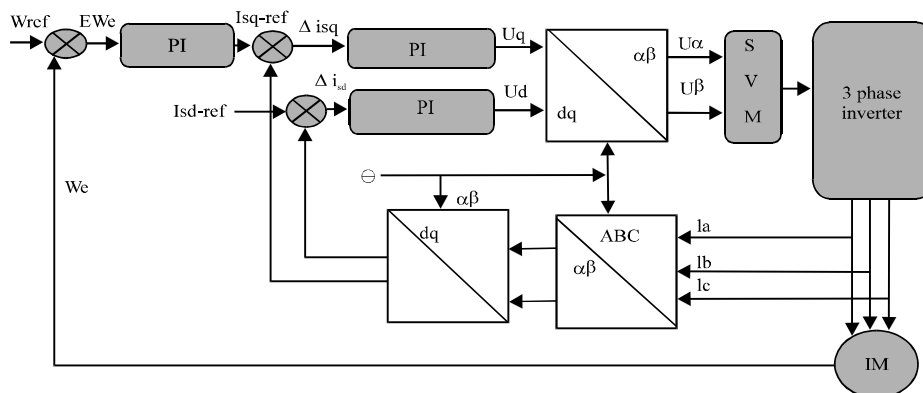 Wref
EWe
PI
Isq-ref
Δ isq
PI
Uq
Isd-ref
Δ i_sd
PI
Ud
αβ
dq
Uα
Uβ
S
V
M
3 phase
inverter
We
⊖
αβ
dq
ABC
αβ
Ia
Ib
Ic
IM